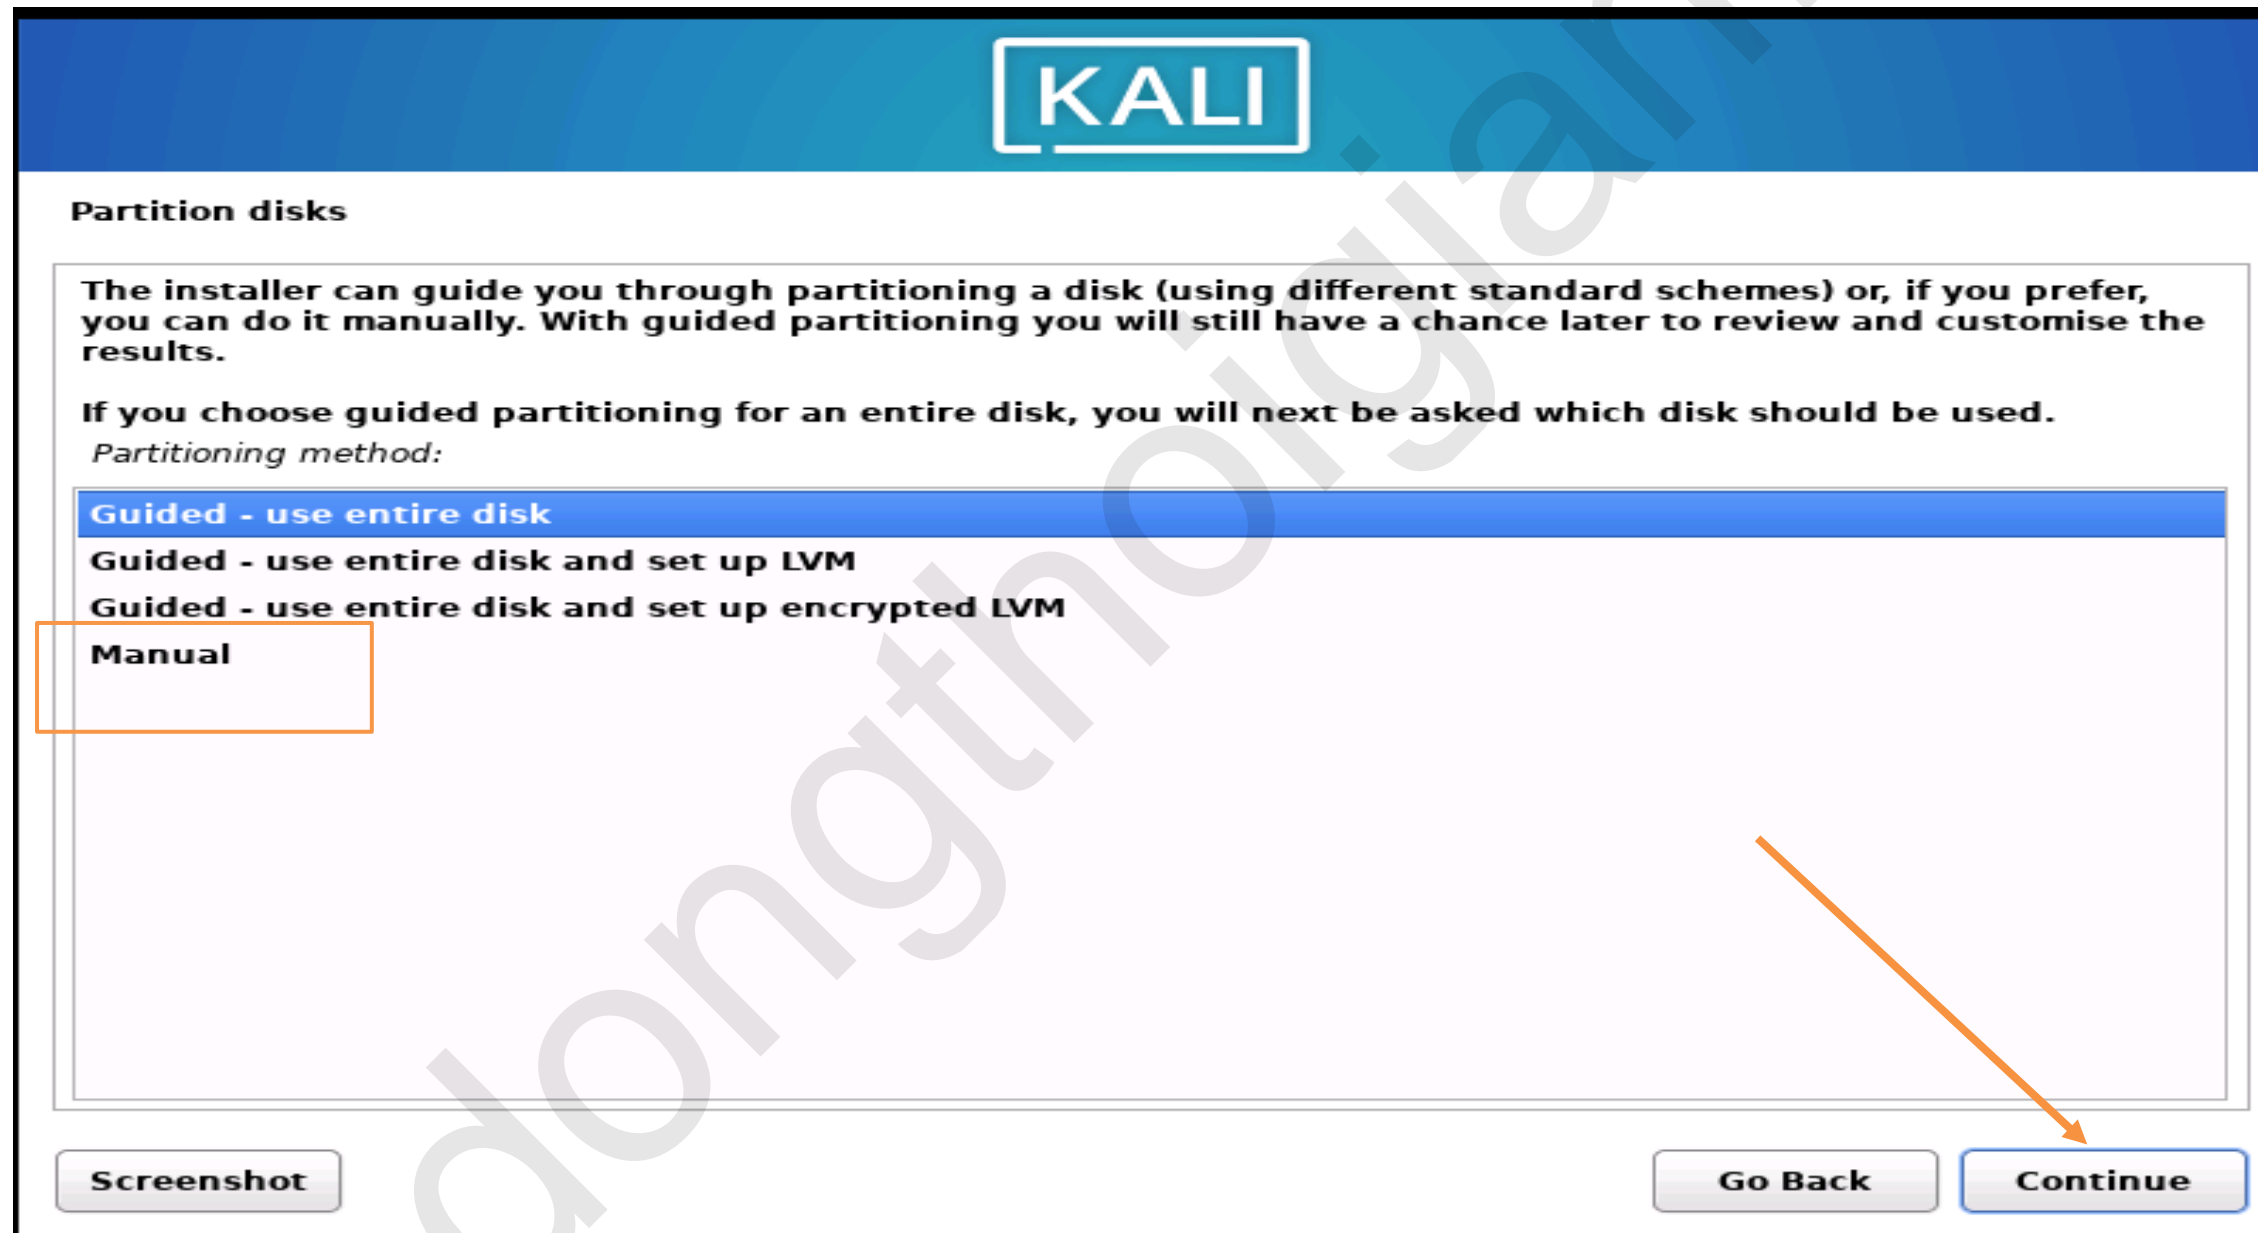 KALI
Partition disks
The installer can guide you through partitioning a disk (using different standard schemes) or, if you prefer,
you can do it manually. With guided partitioning you will still have a chance later to review and customise the
results.
If you choose guided partitioning for an entire disk, you will next be asked which disk should be used.
Partitioning method:
Guided - use entire disk
Guided - use entire disk and set up LVM
Guided - use entire disk and set up encrypted LVM
Manual
Screenshot
Go Back
Continue
dongthoigian